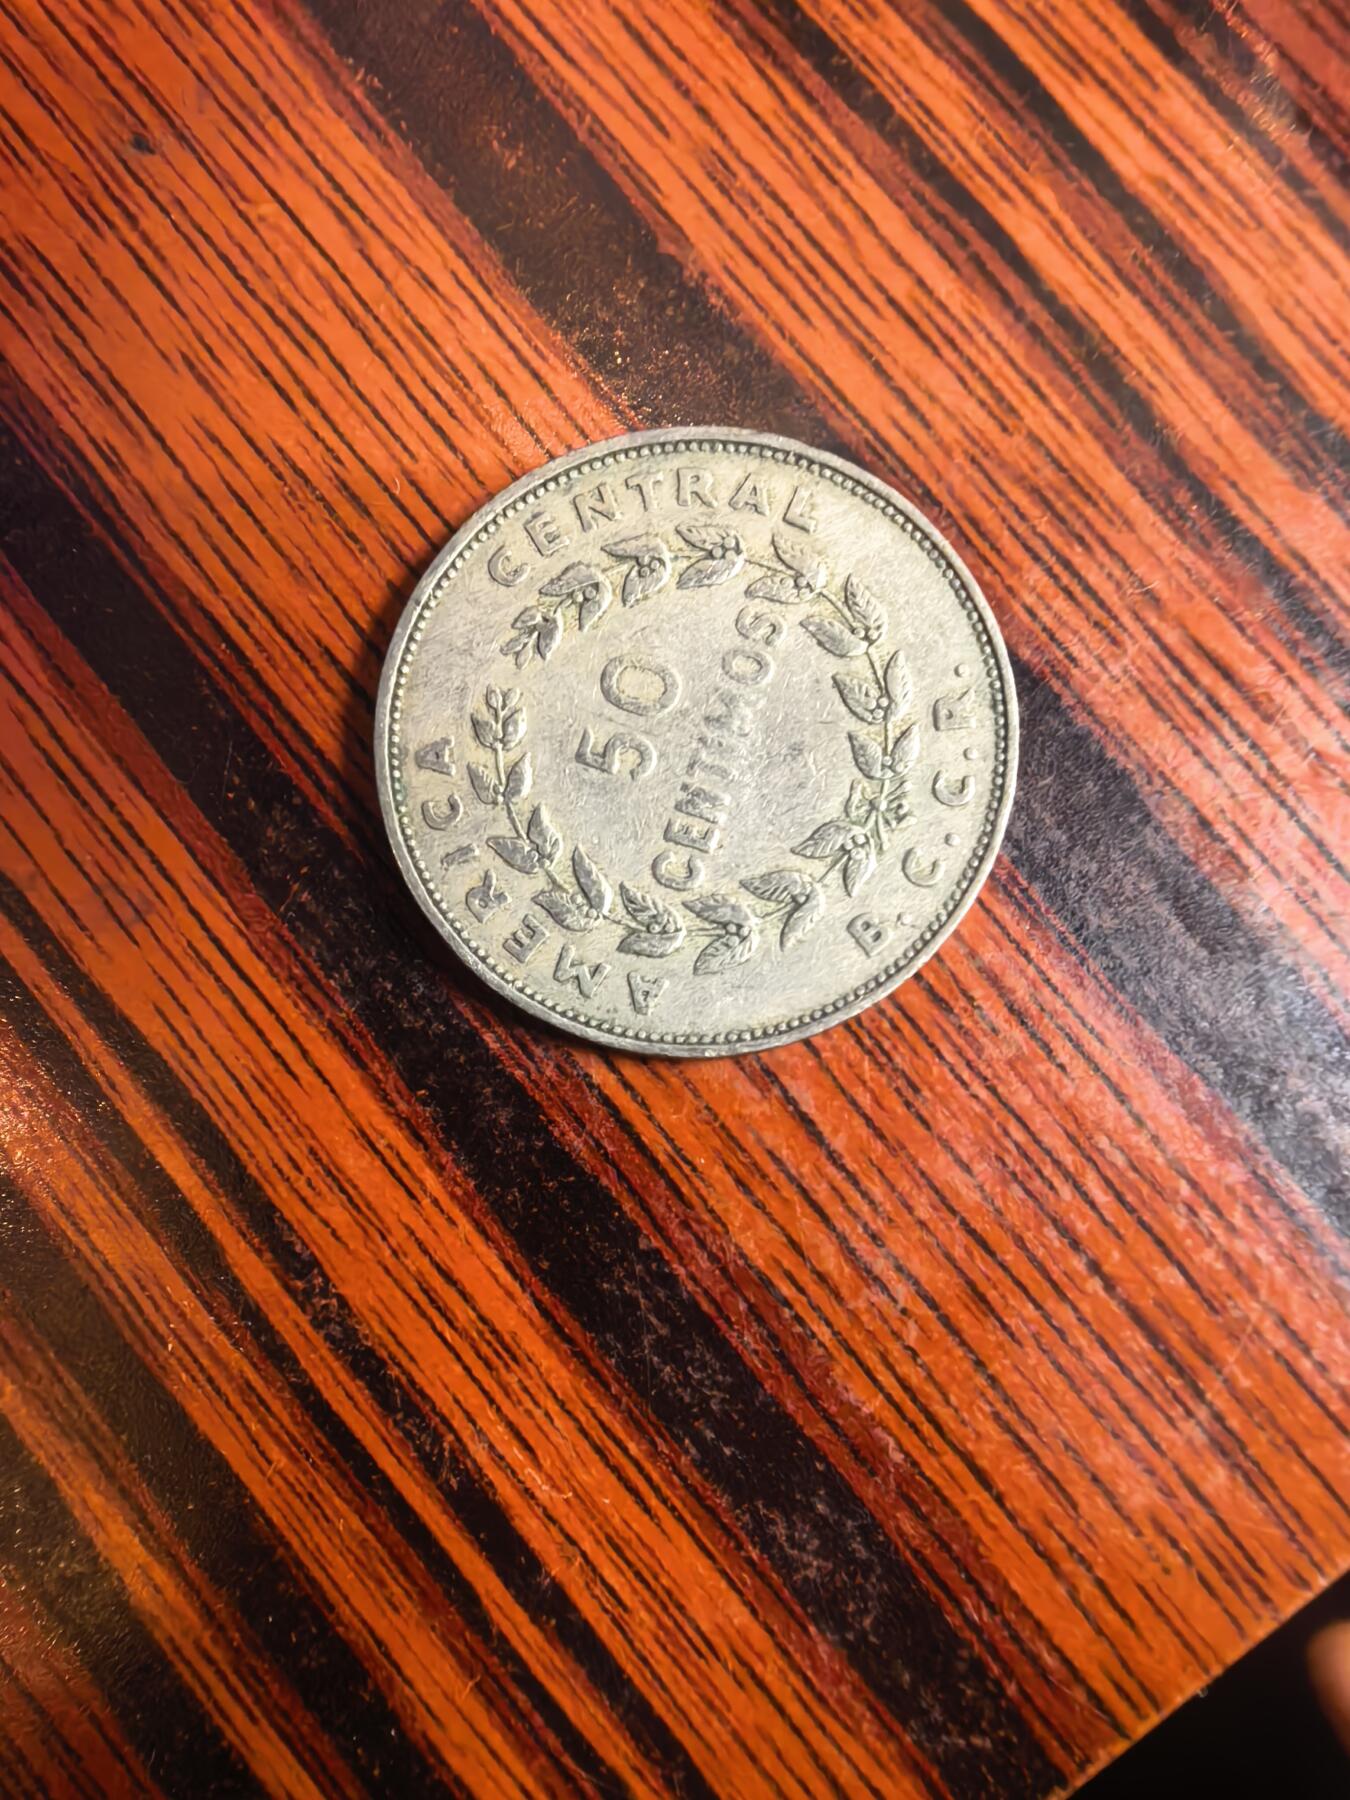 AMERICA CENTRAL
50
CENTIMOS
B. C. C. R.